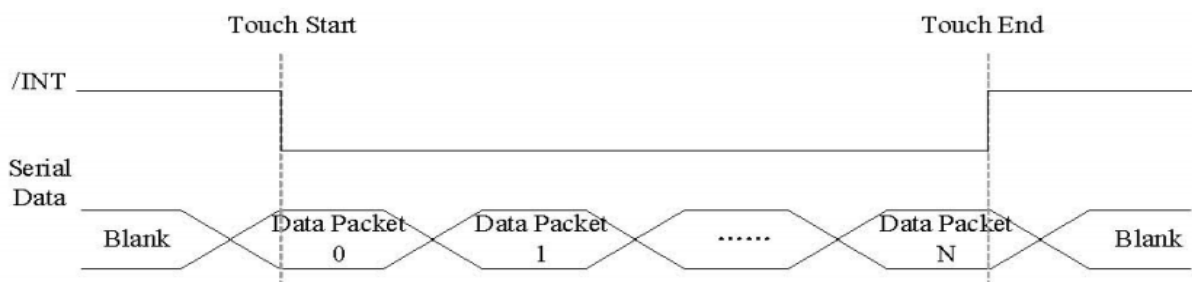 Touch Start
Touch End
/INT
Serial
Data
Blank
Data Packet
0
Data Packet
1
......
Data Packet
N
Blank